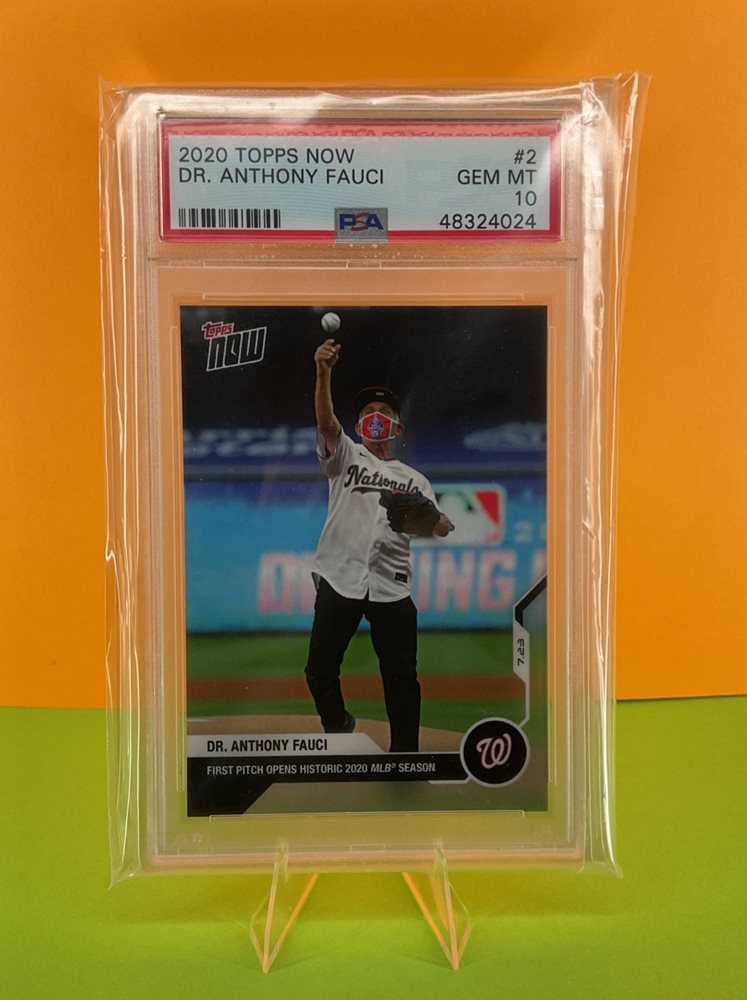 2020 TOPPS NOW #2
DR. ANTHONY FAUCI GEM MT
10
PSA 48324024
topps
NOW
Nationals
ING
7.23
DR. ANTHONY FAUCI
W
FIRST PITCH OPENS HISTORIC 2020 MLB® SEASON